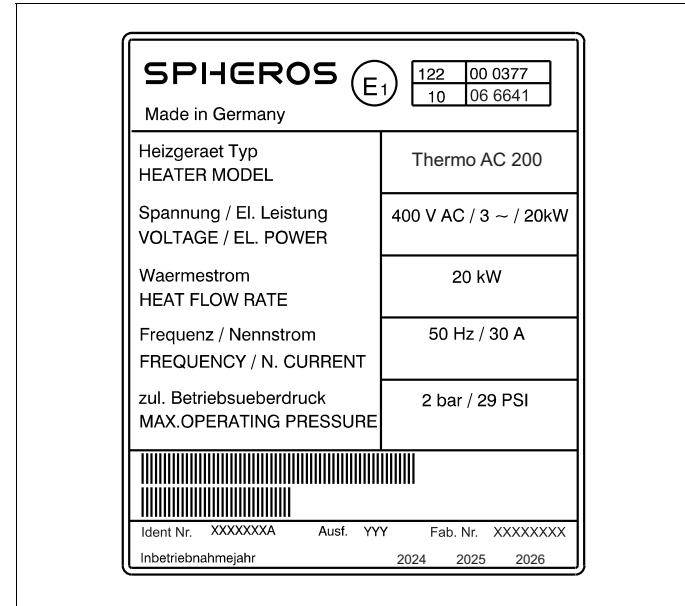 SPHEROS
E1
122 00 0377
10 06 6641
Made in Germany
Heizgeraet Typ
HEATER MODEL
Thermo AC 200
Spannung / El. Leistung
VOLTAGE / EL. POWER
400 V AC / 3 ~ / 20kW
Waermestrom
HEAT FLOW RATE
20 kW
Frequenz / Nennstrom
FREQUENCY / N. CURRENT
50 Hz / 30 A
zul. Betriebsueberdruck
MAX.OPERATING PRESSURE
2 bar / 29 PSI
Ident Nr. XXXXXXXA Ausf. YYY Fab. Nr. XXXXXXXX
Inbetriebnahmejahr 2024 2025 2026